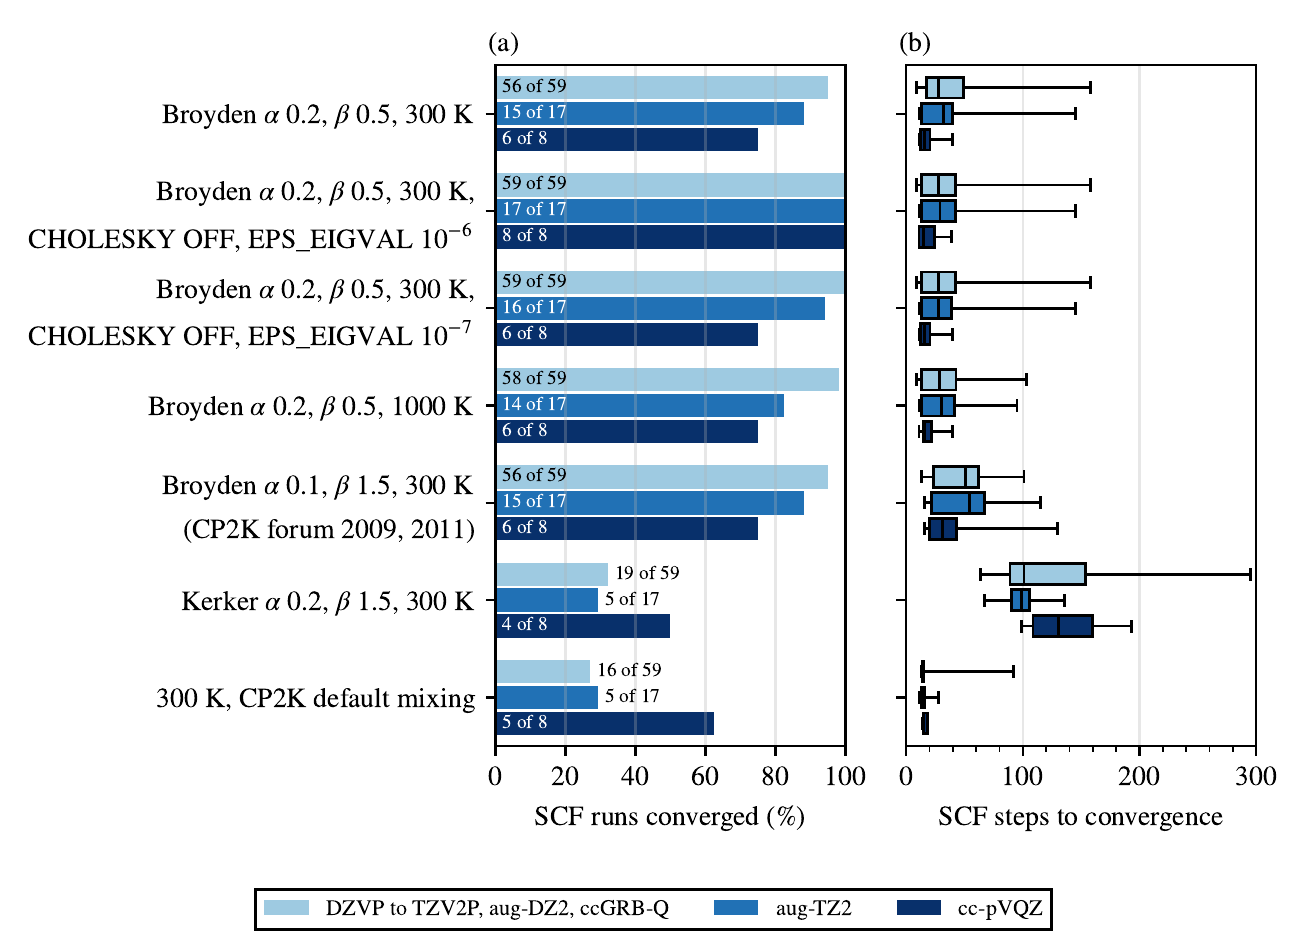 (a)
(b)
Broyden α 0.2, β 0.5, 300 K
56 of 59
15 of 17
6 of 8
Broyden α 0.2, β 0.5, 300 K,
CHOLESKY OFF, EPS_EIGVAL 10⁻⁶
59 of 59
17 of 17
8 of 8
Broyden α 0.2, β 0.5, 300 K,
CHOLESKY OFF, EPS_EIGVAL 10⁻⁷
59 of 59
16 of 17
6 of 8
Broyden α 0.2, β 0.5, 1000 K
58 of 59
14 of 17
6 of 8
Broyden α 0.1, β 1.5, 300 K
(CP2K forum 2009, 2011)
56 of 59
15 of 17
6 of 8
Kerker α 0.2, β 1.5, 300 K
19 of 59
5 of 17
4 of 8
300 K, CP2K default mixing
16 of 59
5 of 17
5 of 8
0 20 40 60 80 100
SCF runs converged (%)
0 100 200 300
SCF steps to convergence
DZVP to TZV2P, aug-DZ2, ccGRB-Q
aug-TZ2
cc-pVQZ